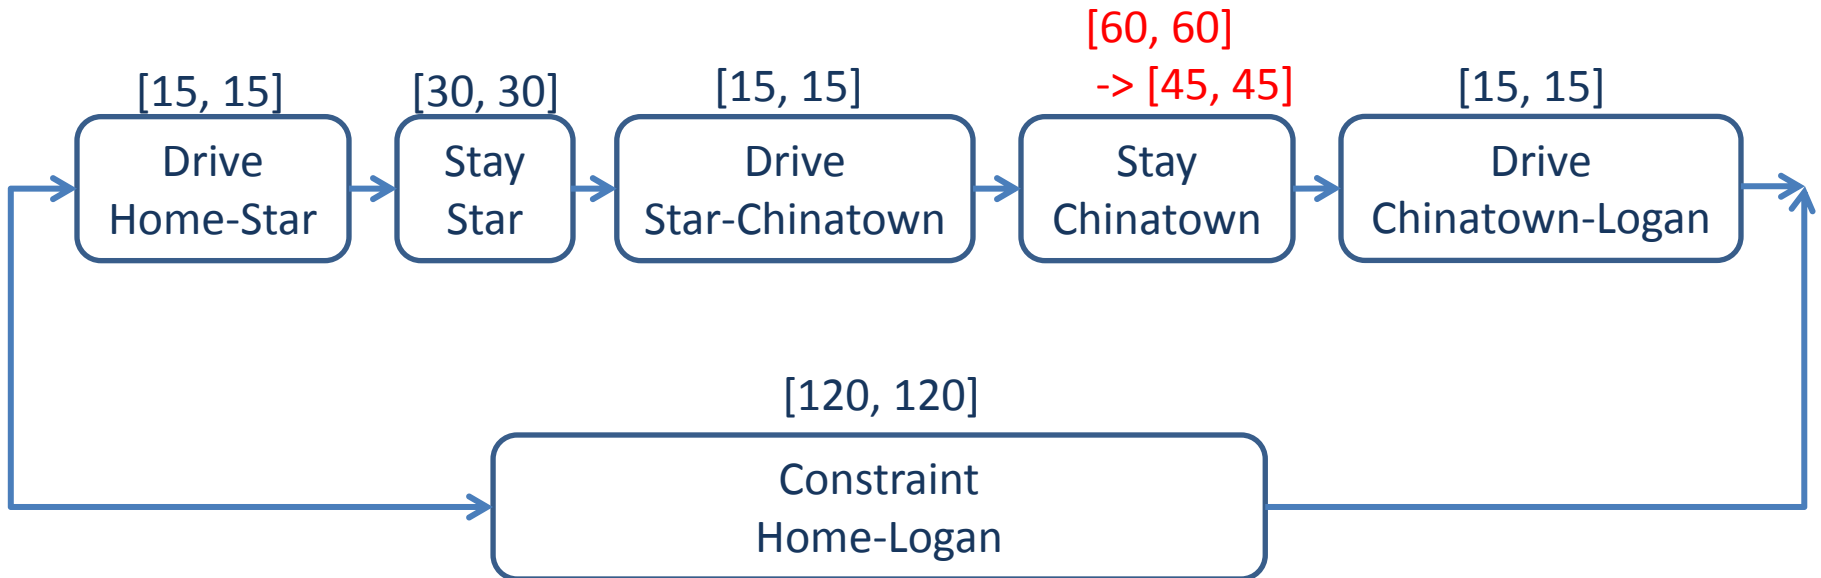 [60, 60]
-> [45, 45]
[15, 15]
[30, 30]
[15, 15]
[15, 15]
Drive
Home-Star
Stay
Star
Drive
Star-Chinatown
Stay
Chinatown
Drive
Chinatown-Logan
[120, 120]
Constraint
Home-Logan